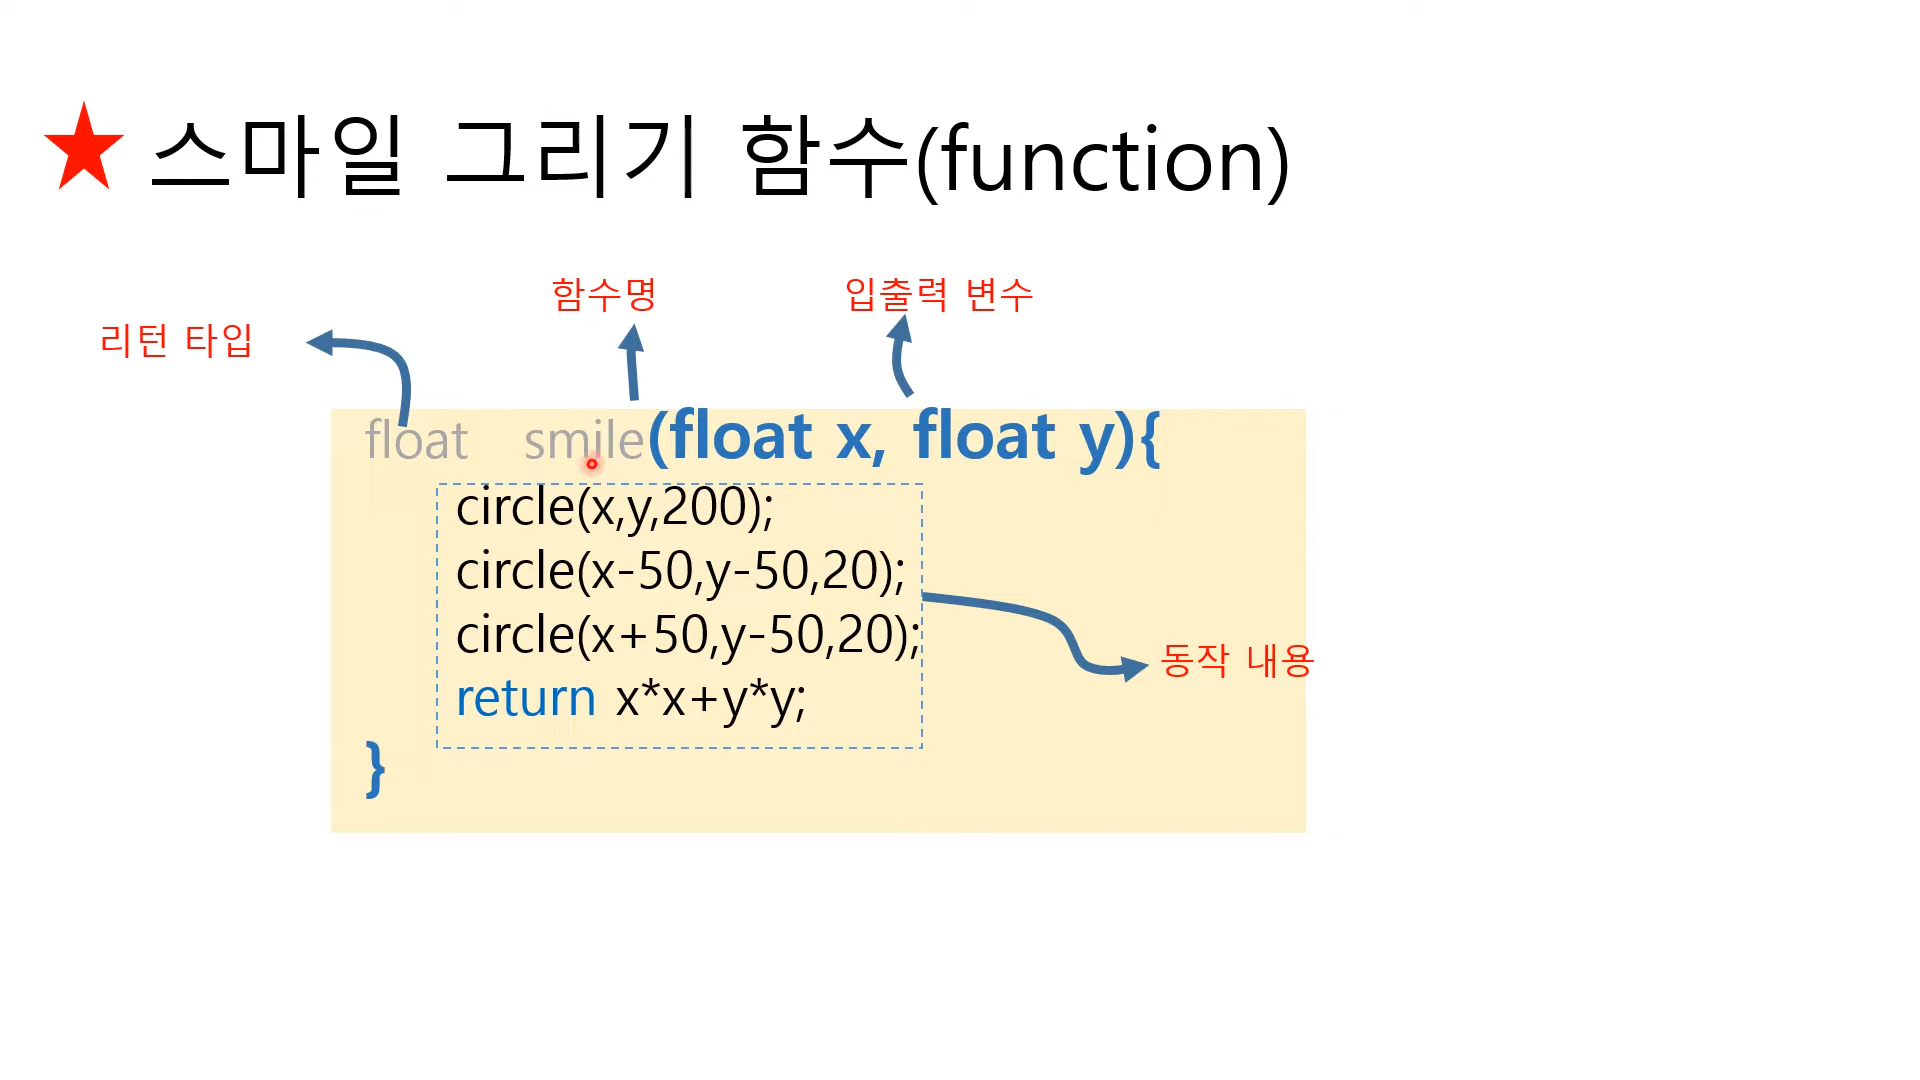 스마일 그리기 함수(function)
함수명
입출력 변수
리턴 타입
float smile(float x, float y){
circle(x,y,200);
circle(x-50,y-50,20);
circle(x+50,y-50,20);
동작 내용
return x*x+y*y;
}